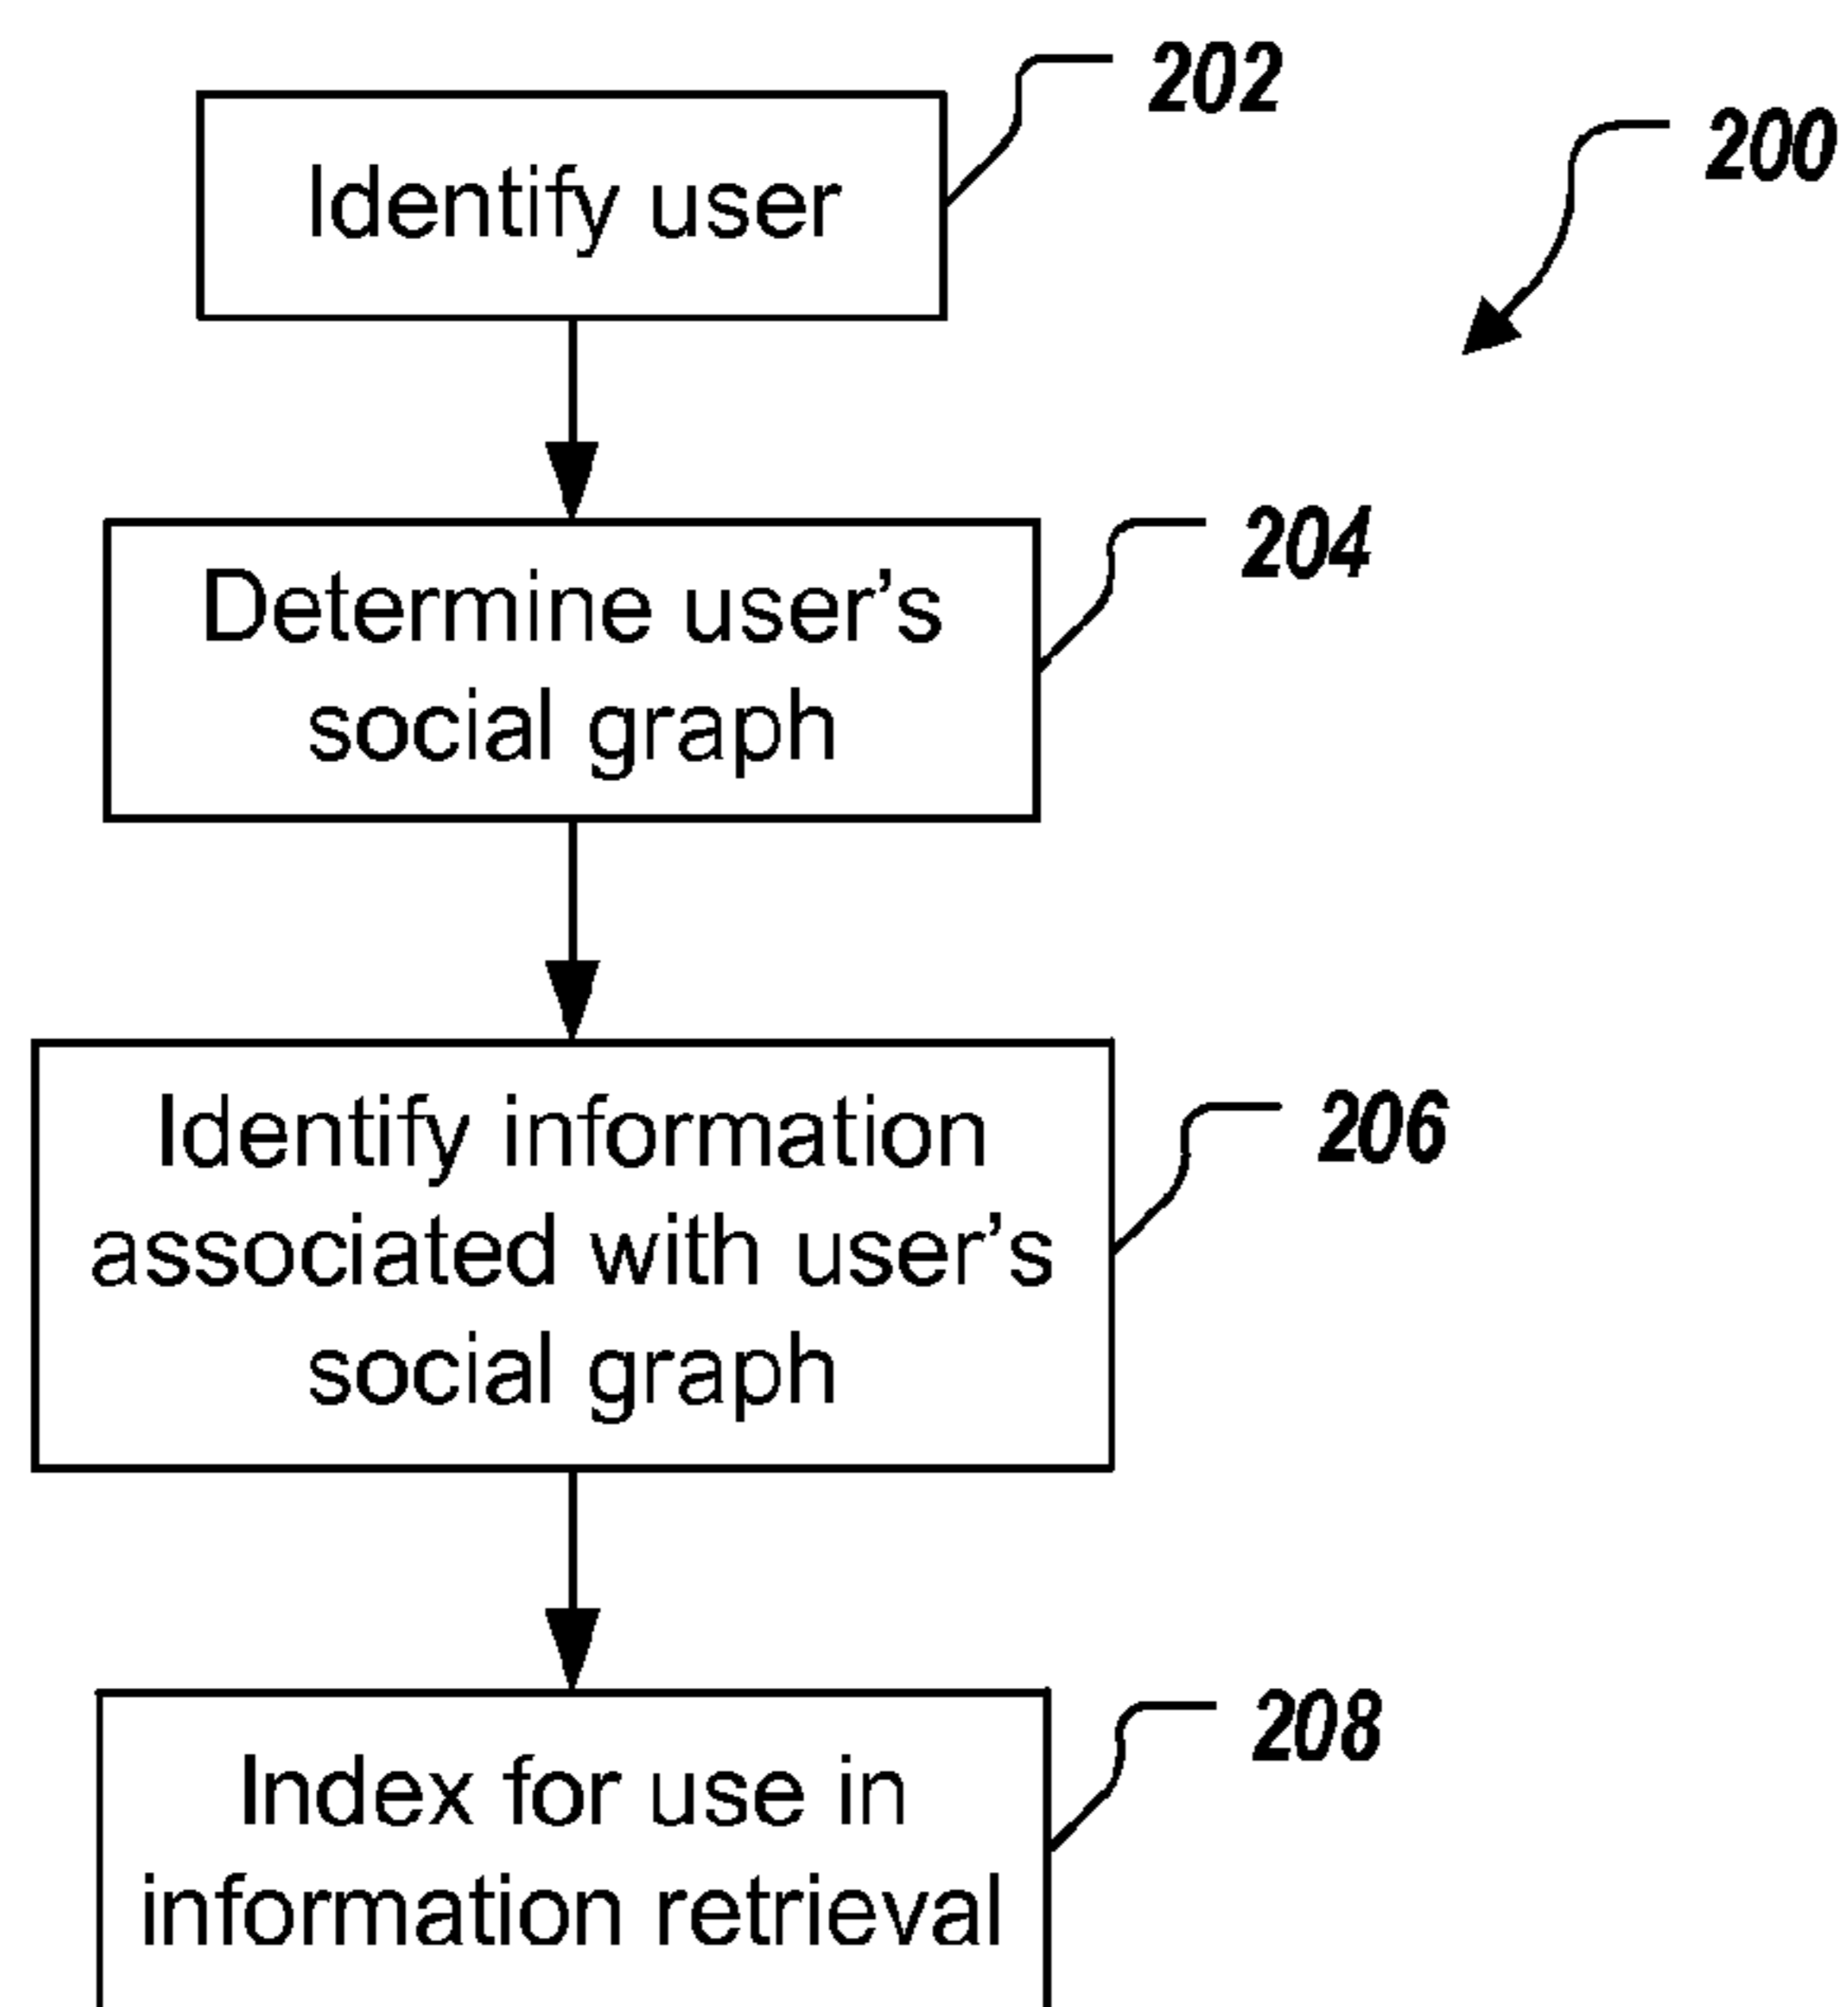 202
200
Identify user
204
Determine user’s
social graph
206
Identify information
associated with user’s
social graph
208
Index for use in
information retrieval